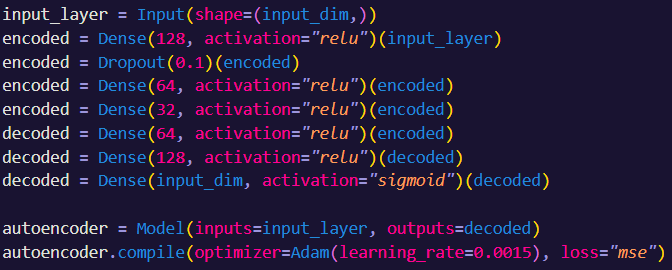 input_layer = Input(shape=(input_dim,))
encoded = Dense(128, activation="relu")(input_layer)
encoded = Dropout(0.1)(encoded)
encoded = Dense(64, activation="relu")(encoded)
encoded = Dense(32, activation="relu")(encoded)
decoded = Dense(64, activation="relu")(encoded)
decoded = Dense(128, activation="relu")(decoded)
decoded = Dense(input_dim, activation="sigmoid")(decoded)
autoencoder = Model(inputs=input_layer, outputs=decoded)
autoencoder.compile(optimizer=Adam(learning_rate=0.0015), loss="mse")